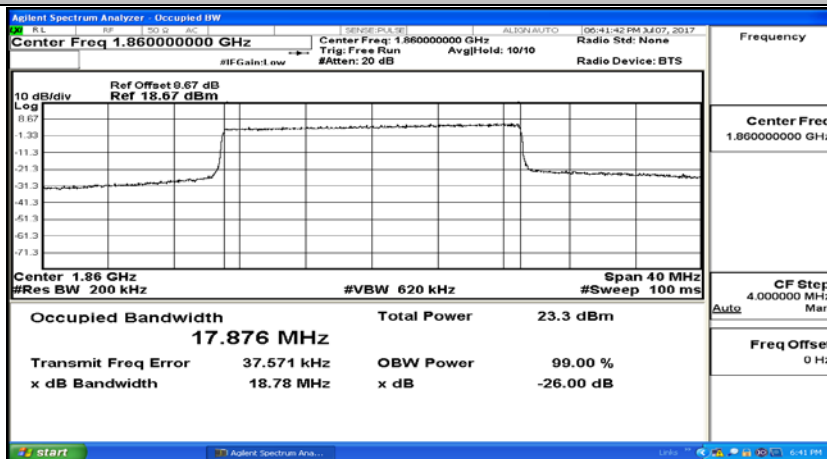 Agilent Spectrum Analyzer - Occupied BW
RL RF 50 Ω AC SENSE:PULSE ALIGNAUTO 06:41:42 PM Jul 07, 2017
Center Freq 1.860000000 GHz
Center Freq: 1.860000000 GHz
Radio Std: None
Frequency
Trig: Free Run Avg|Hold: 10/10
#IFGain:Low #Atten: 20 dB Radio Device: BTS
Ref Offset 8.67 dB
10 dB/div Ref 18.67 dBm
Log
8.67
-1.33
-11.3
-21.3
-31.3
-41.3
-51.3
-61.3
-71.3
Center Freq
1.860000000 GHz
Center 1.86 GHz Span 40 MHz
#Res BW 200 kHz #VBW 620 kHz #Sweep 100 ms
CF Step
4.000000 MHz
Auto Man
Occupied Bandwidth Total Power 23.3 dBm
17.876 MHz
Transmit Freq Error 37.571 kHz OBW Power 99.00 %
x dB Bandwidth 18.78 MHz x dB -26.00 dB
Freq Offset
0 Hz
start Agilent Spectrum Ana... Links 6:41 PM